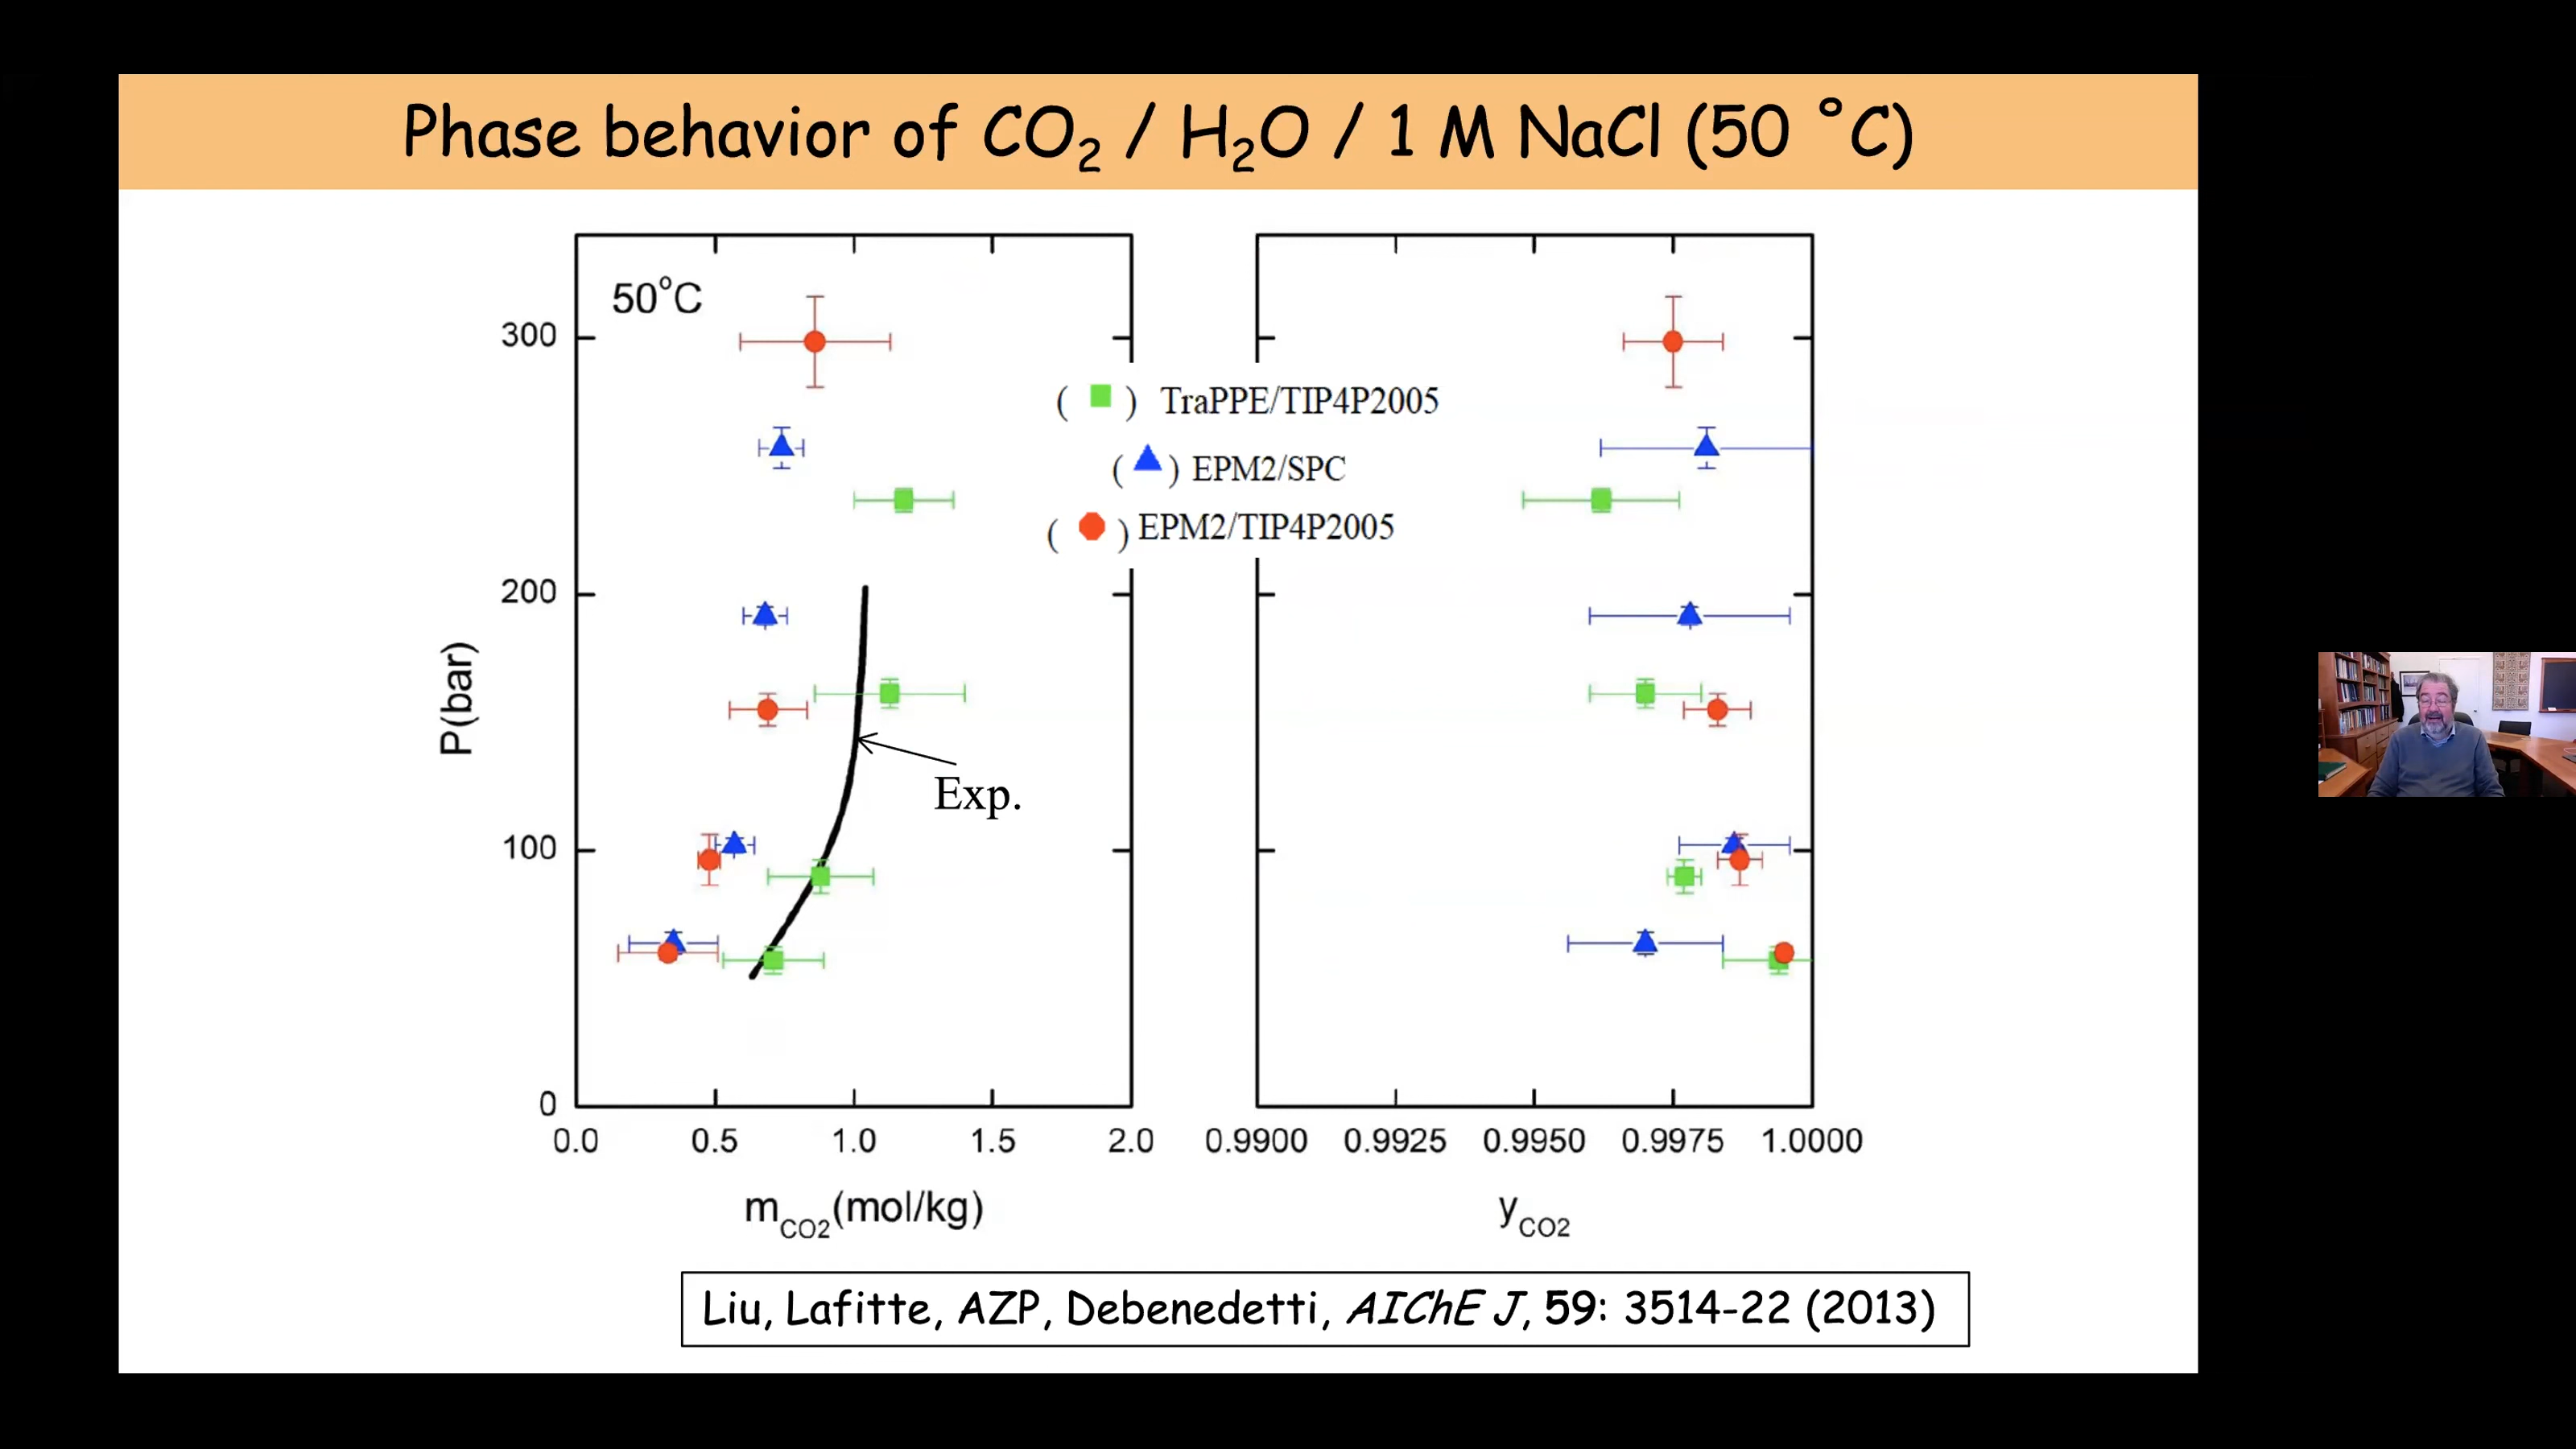 Phase behavior of CO₂ / H₂O / 1 M NaCl (50 °C)
50°C
300
200
100
0
P(bar)
( ) TraPPE/TIP4P2005
( ) EPM2/SPC
( ) EPM2/TIP4P2005
Exp.
0.0 0.5 1.0 1.5 2.0
0.9900 0.9925 0.9950 0.9975 1.0000
m_CO2(mol/kg)
y_CO2
Liu, Lafitte, AZP, Debenedetti, AIChE J, 59: 3514-22 (2013)